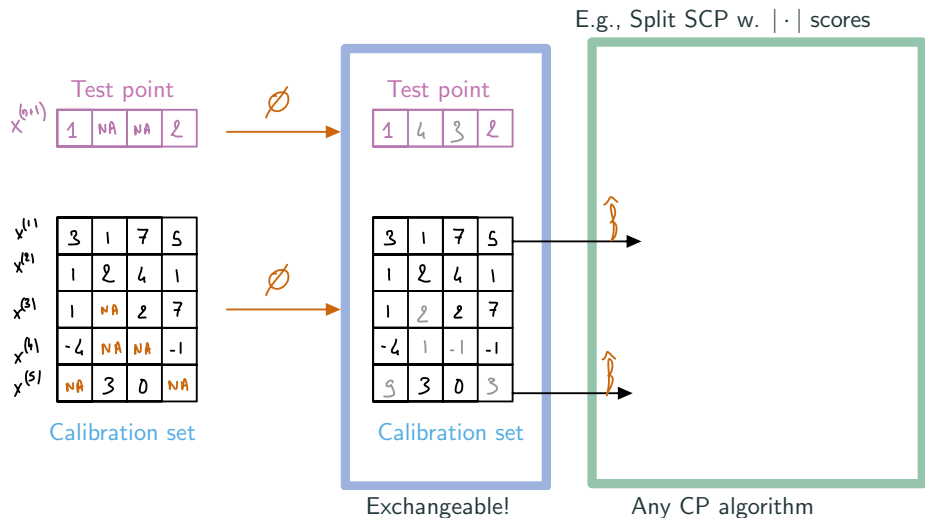 E.g., Split SCP w. | · | scores
Test point
x^(n+1) 1 NA NA 2
∅
Test point
1 4 3 2
x^(1) 3 1 7 5
x^(2) 1 2 4 1
x^(3) 1 NA 2 7
x^(4) -4 NA NA -1
x^(5) NA 3 0 NA
∅
3 1 7 5
1 2 4 1
1 2 2 7
-4 1 -1 -1
9 3 0 3
Calibration set
Calibration set
Exchangeable!
Any CP algorithm